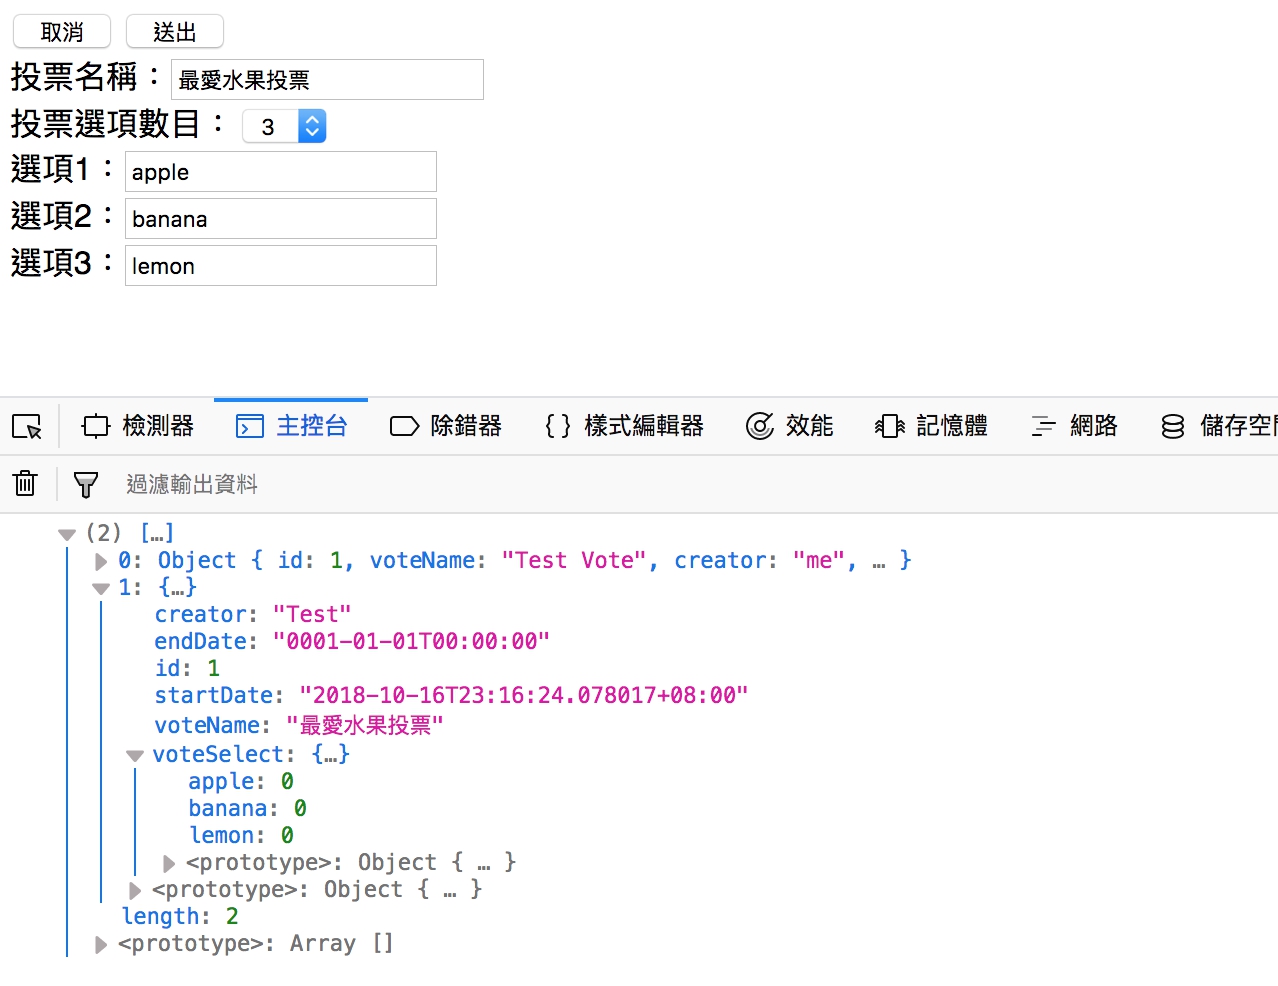 取消 送出
投票名稱：最愛水果投票
投票選項數目： 3
選項1：apple
選項2：banana
選項3：lemon
檢測器 主控台 除錯器 {} 樣式編輯器 效能 記憶體 網路 儲存空間
過濾輸出資料
(2) […]
0: Object { id: 1, voteName: "Test Vote", creator: "me", … }
1: {…}
creator: "Test"
endDate: "0001-01-01T00:00:00"
id: 1
startDate: "2018-10-16T23:16:24.078017+08:00"
voteName: "最愛水果投票"
voteSelect: {…}
apple: 0
banana: 0
lemon: 0
<prototype>: Object { … }
<prototype>: Object { … }
length: 2
<prototype>: Array []